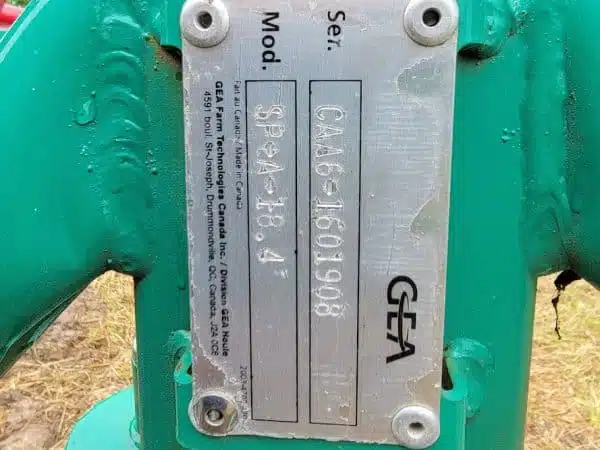 GEA
Ser. CAA6-1601908
Mod. SP-A-18.4'
Fait au Canada / Made in Canada
GEA Farm Technologies Canada Inc. / Division GEA Houle
4591 boul. St-Joseph, Drummondville, QC, Canada, J2A 0C6